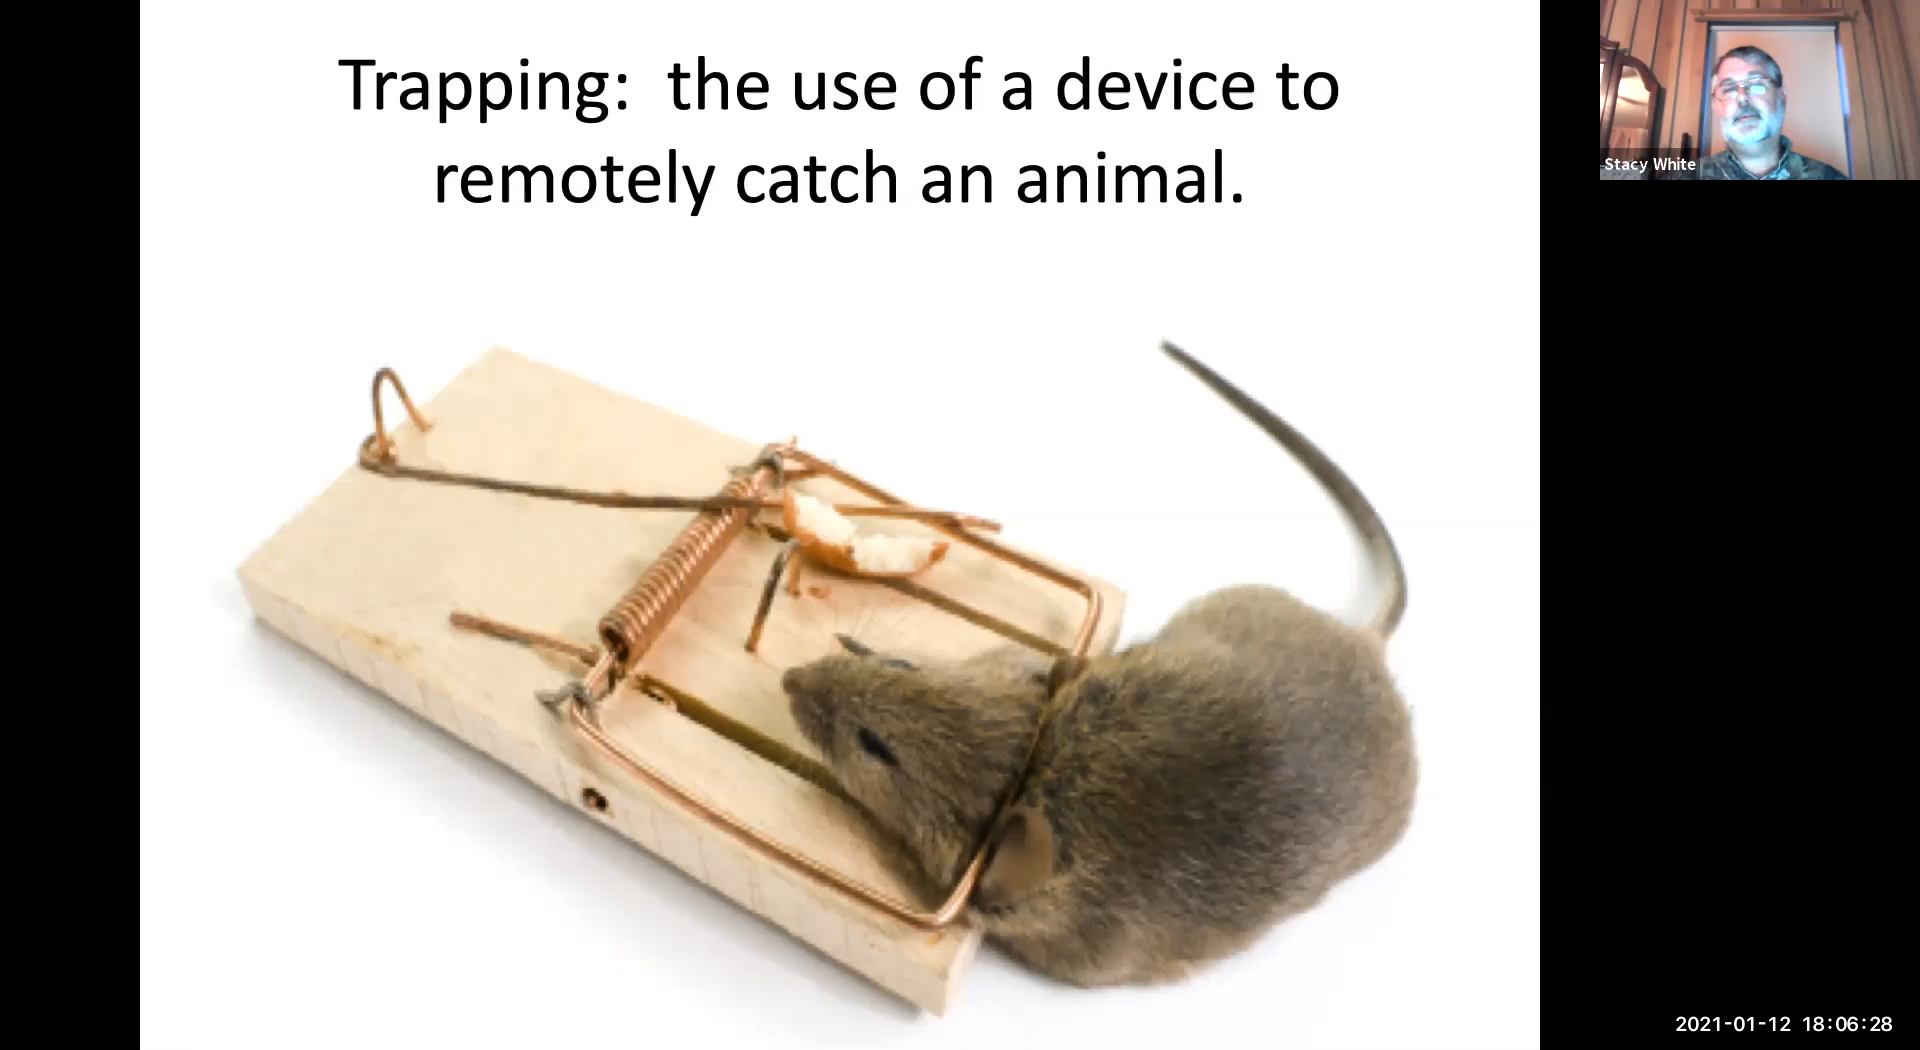 Trapping:  the use of a device to
remotely catch an animal.
Stacy White
2021-01-12 18:06:28